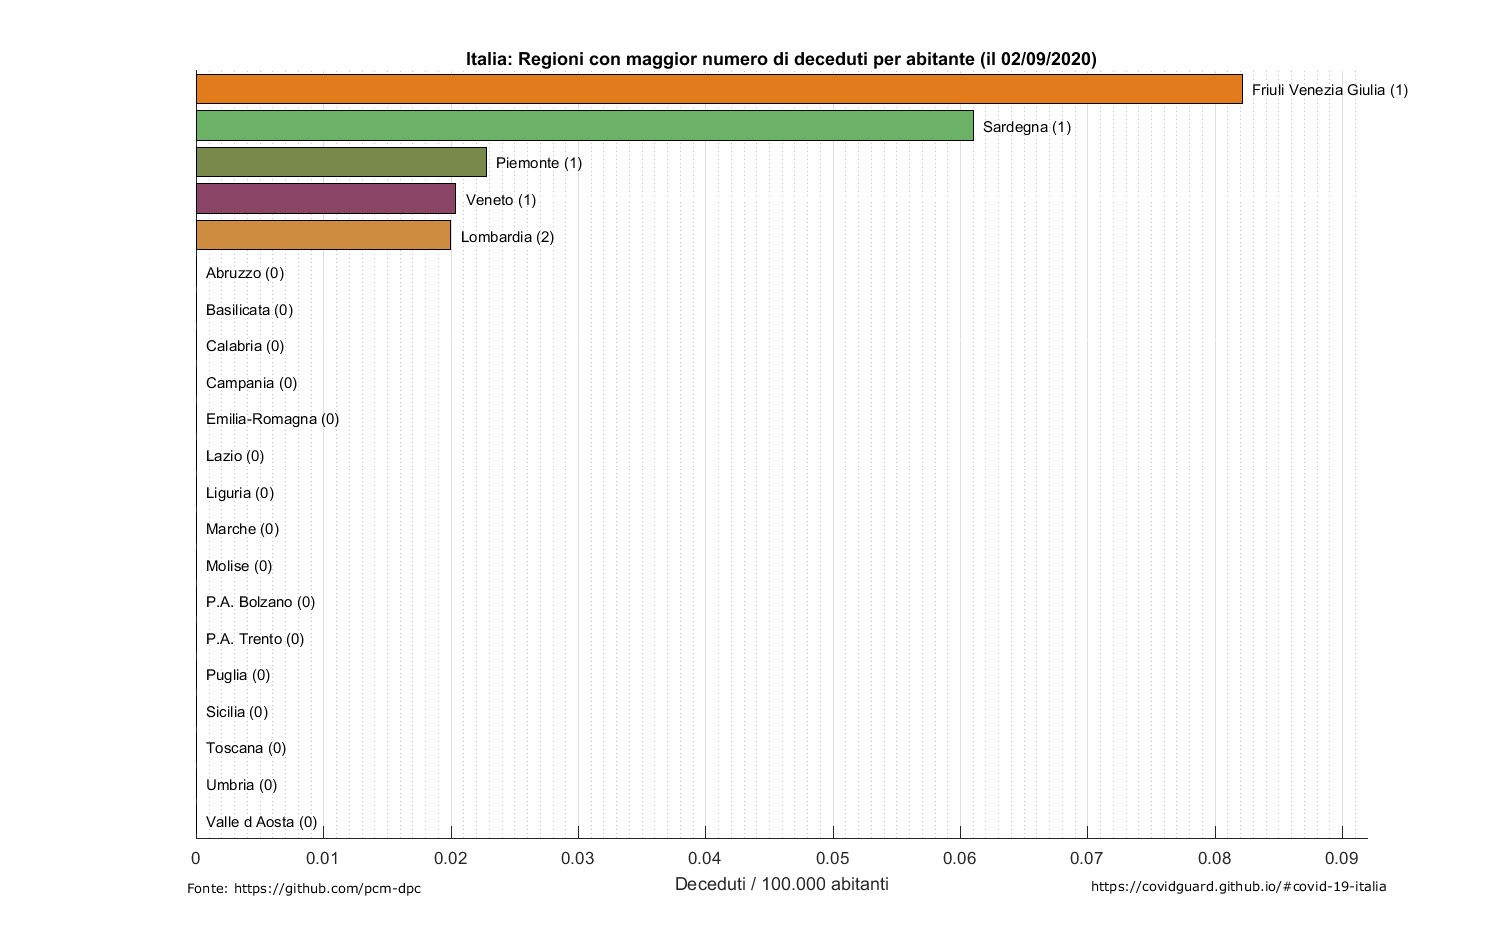 Italia: Regioni con maggior numero di deceduti per abitante (il 02/09/2020)
Friuli Venezia Giulia (1)
Sardegna (1)
Piemonte (1)
Veneto (1)
Lombardia (2)
Abruzzo (0)
Basilicata (0)
Calabria (0)
Campania (0)
Emilia-Romagna (0)
Lazio (0)
Liguria (0)
Marche (0)
Molise (0)
P.A. Bolzano (0)
P.A. Trento (0)
Puglia (0)
Sicilia (0)
Toscana (0)
Umbria (0)
Valle d Aosta (0)
0 0.01 0.02 0.03 0.04 0.05 0.06 0.07 0.08 0.09
Deceduti / 100.000 abitanti
Fonte: https://github.com/pcm-dpc
https://covidguard.github.io/#covid-19-italia